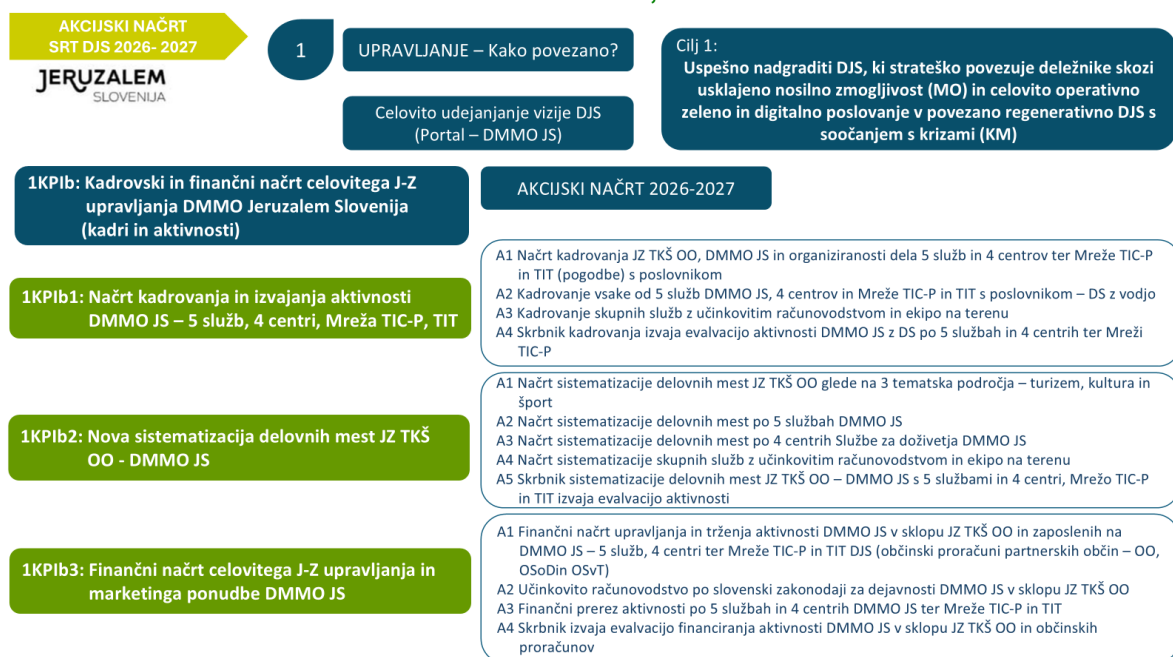 AKCIJSKI NAČRT
SRT DJS 2026- 2027
JERUZALEM
SLOVENIJA
1
UPRAVLJANJE – Kako povezano?
Celovito udejanjanje vizije DJS
(Portal – DMMO JS)
Cilj 1:
Uspešno nadgraditi DJS, ki strateško povezuje deležnike skozi
usklajeno nosilno zmogljivost (MO) in celovito operativno
zeleno in digitalno poslovanje v povezano regenerativno DJS s
soočanjem s krizami (KM)
1KPIb: Kadrovski in finančni načrt celovitega J-Z
upravljanja DMMO Jeruzalem Slovenija
(kadri in aktivnosti)
AKCIJSKI NAČRT 2026-2027
1KPIb1: Načrt kadrovanja in izvajanja aktivnosti
DMMO JS – 5 služb, 4 centri, Mreža TIC-P, TIT
A1 Načrt kadrovanja JZ TKŠ OO, DMMO JS in organiziranosti dela 5 služb in 4 centrov ter Mreže TIC-P
in TIT (pogodbe) s poslovnikom
A2 Kadrovanje vsake od 5 služb DMMO JS, 4 centrov in Mreže TIC-P in TIT s poslovnikom – DS z vodjo
A3 Kadrovanje skupnih služb z učinkovitim računovodstvom in ekipo na terenu
A4 Skrbnik kadrovanja izvaja evalvacijo aktivnosti DMMO JS z DS po 5 službah in 4 centrih ter Mreži
TIC-P
1KPIb2: Nova sistematizacija delovnih mest JZ TKŠ
OO - DMMO JS
A1 Načrt sistematizacije delovnih mest JZ TKŠ OO glede na 3 tematska področja – turizem, kultura in
šport
A2 Načrt sistematizacije delovnih mest po 5 službah DMMO JS
A3 Načrt sistematizacije delovnih mest po 4 centrih Službe za doživetja DMMO JS
A4 Načrt sistematizacije skupnih služb z učinkovitim računovodstvom in ekipo na terenu
A5 Skrbnik sistematizacije delovnih mest JZ TKŠ OO – DMMO JS s 5 službami in 4 centri, Mrežo TIC-P
in TIT izvaja evalvacijo aktivnosti
1KPIb3: Finančni načrt celovitega J-Z upravljanja in
marketinga ponudbe DMMO JS
A1 Finančni načrt upravljanja in trženja aktivnosti DMMO JS v sklopu JZ TKŠ OO in zaposlenih na
DMMO JS – 5 služb, 4 centri ter Mreže TIC-P in TIT DJS (občinski proračuni partnerskih občin – OO,
OSoDin OSvT)
A2 Učinkovito računovodstvo po slovenski zakonodaji za dejavnosti DMMO JS v sklopu JZ TKŠ OO
A3 Finančni prerez aktivnosti po 5 službah in 4 centrih DMMO JS ter Mreže TIC-P in TIT
A4 Skrbnik izvaja evalvacijo financiranja aktivnosti DMMO JS v sklopu JZ TKŠ OO in občinskih
proračunov